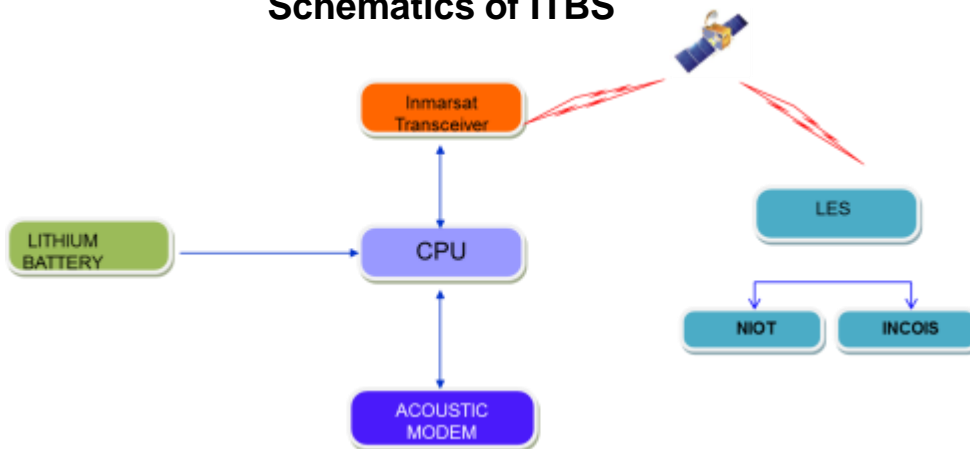 Schematics of ITBS
Inmarsat
Transceiver
LES
LITHIUM
BATTERY
CPU
NIOT
INCOIS
ACOUSTIC
MODEM